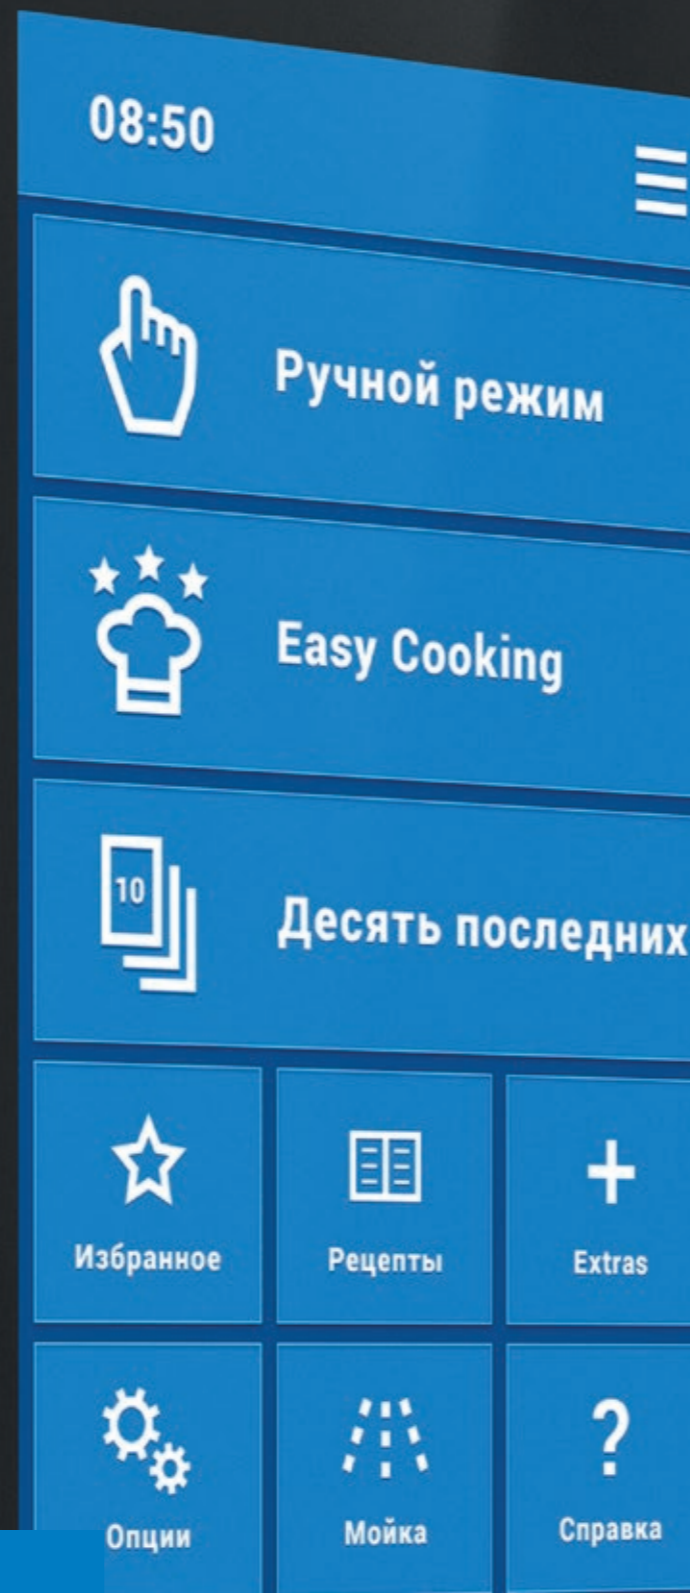 08:50
Ручной режим
Easy Cooking
10
Десять последних
Избранное
Рецепты
Extras
Опции
Мойка
Справка